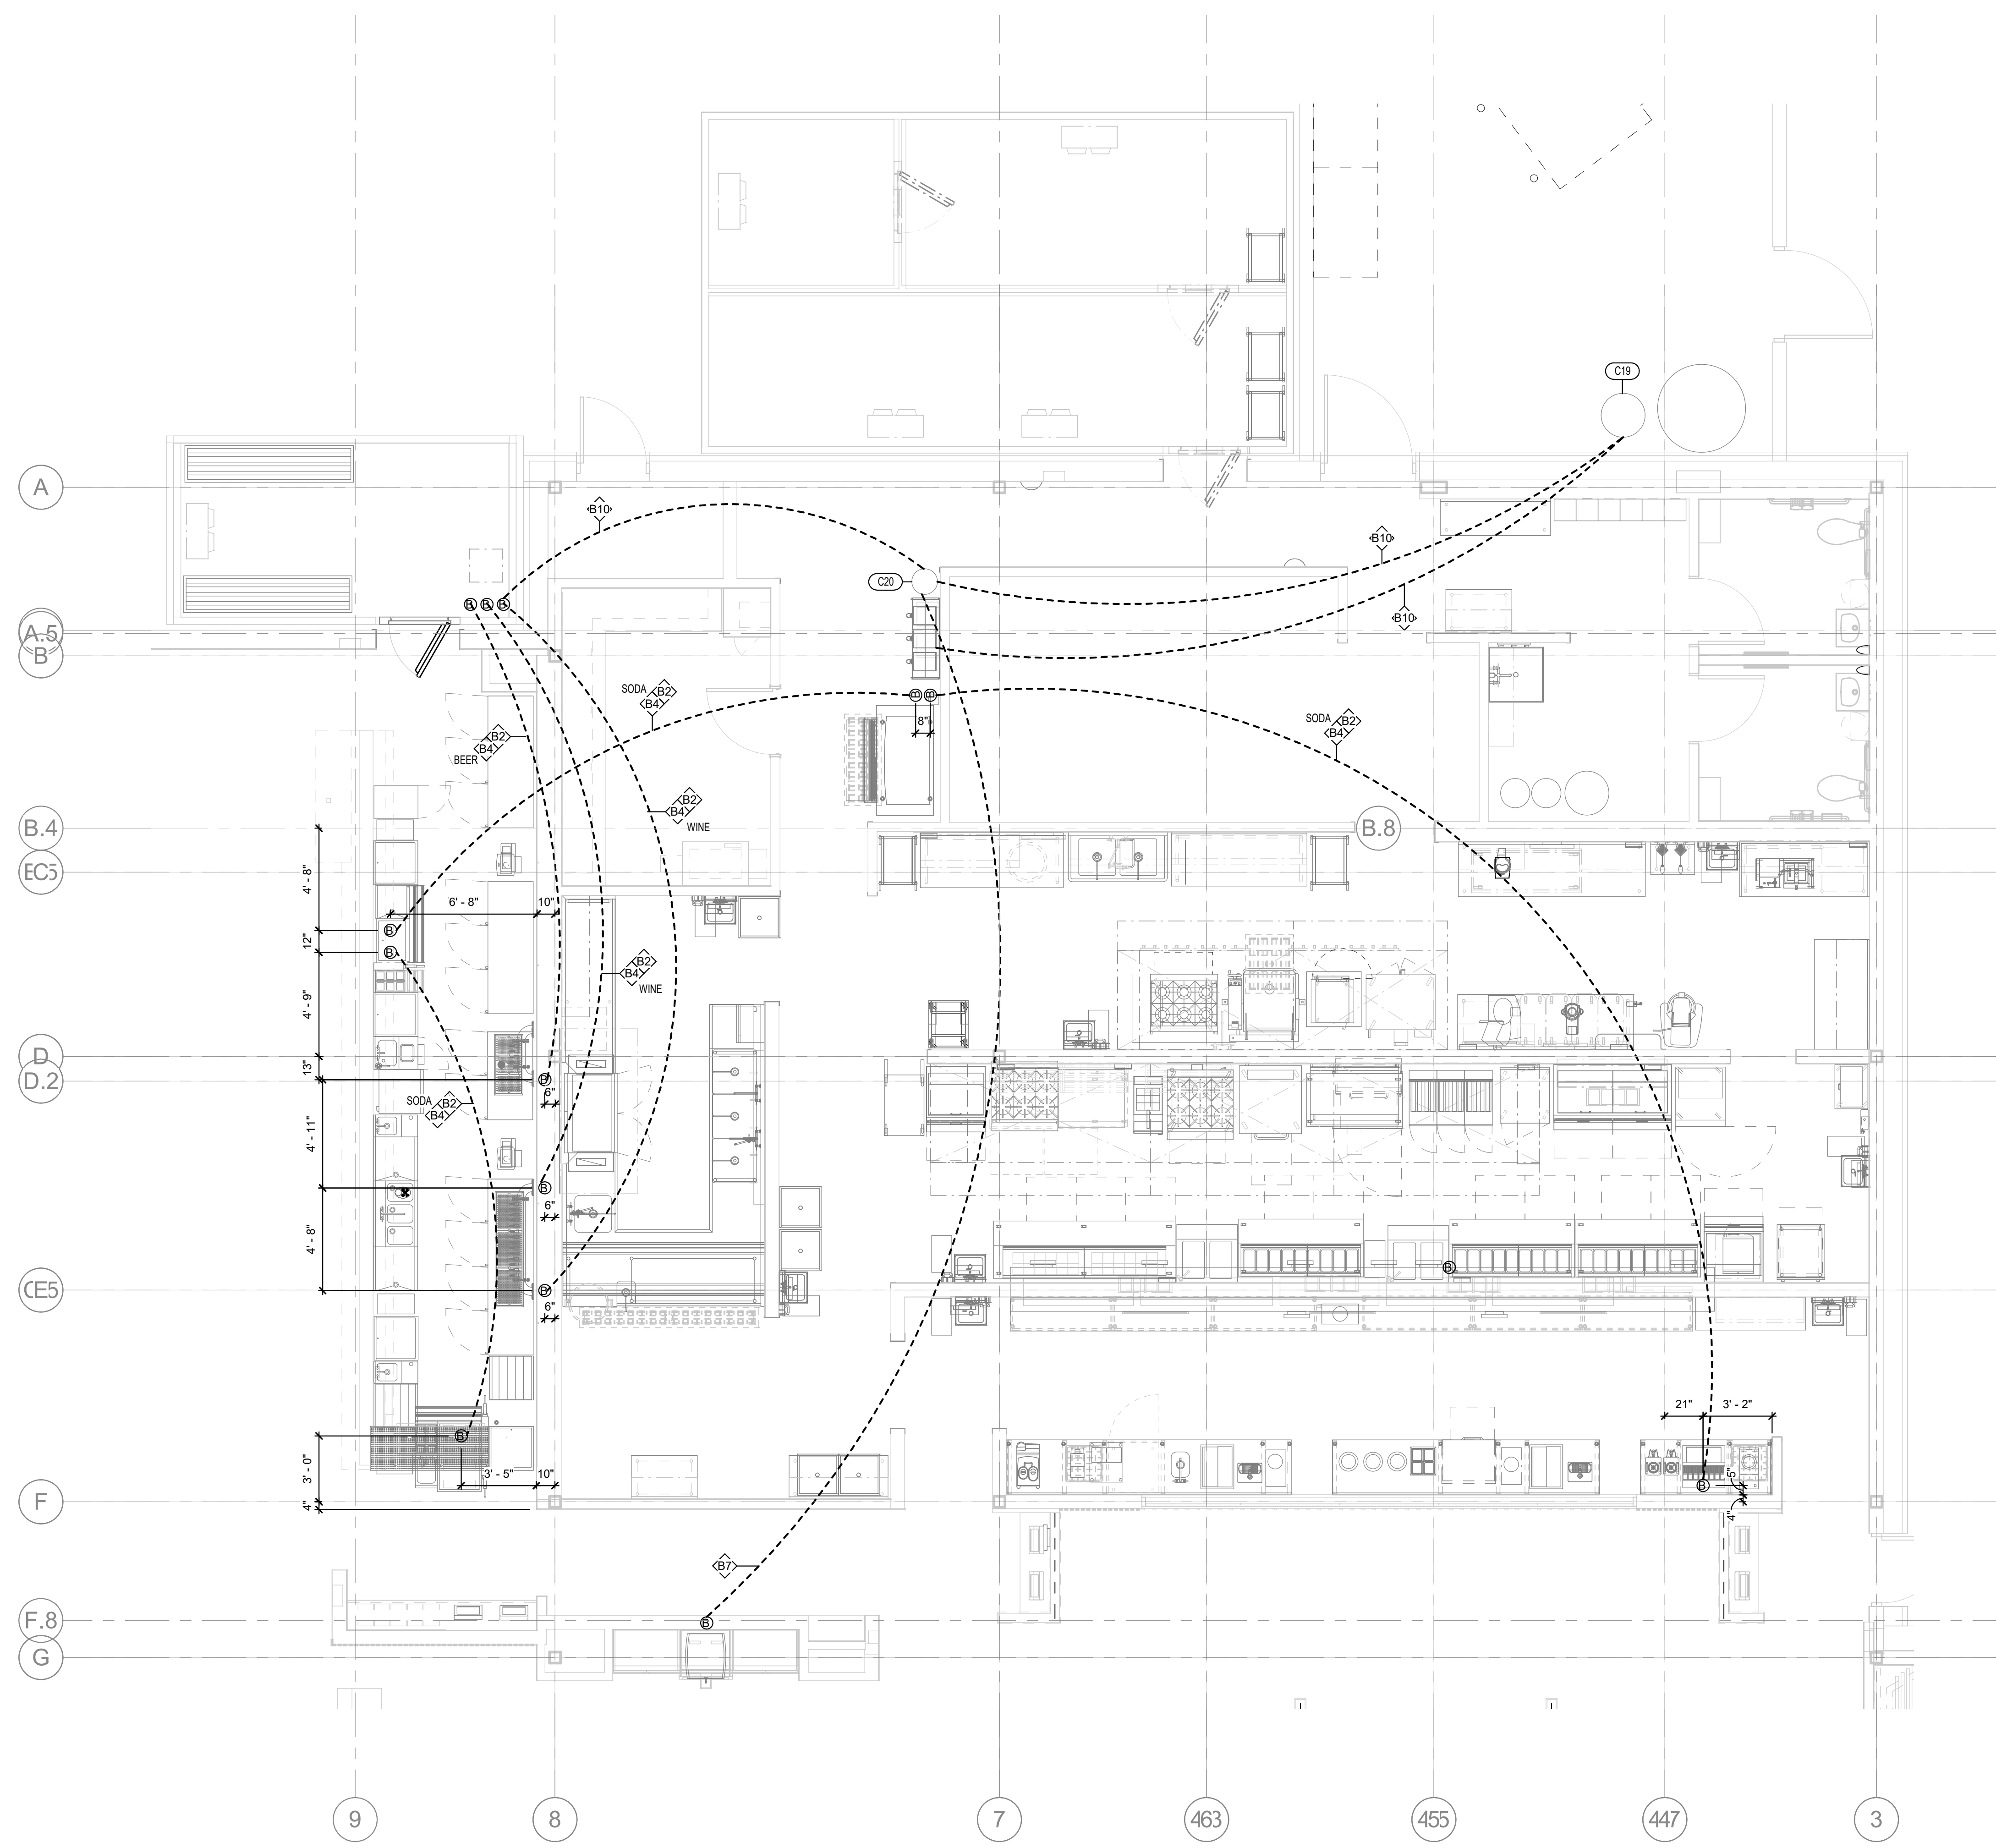 C19
A
B10
B10
C20
B
B
B
B10
A.5
B
SODA
B2
B4
B
B
8"
SODA
B2
B4
B2
B4
BEER
B2
B4
WINE
B.4
B.8
EC5
4' - 8"
6' - 8"
10"
B
12"
B
B2
B4
WINE
4' - 9"
D
13"
D.2
B
6"
SODA
B2
B4
4' - 11"
B
6"
4' - 8"
B
CE5
B
6"
21"
3' - 2"
B
3' - 0"
3' - 5"
10"
5"
B
F
4"
4"
B7
F.8
B
G
9
8
7
463
455
447
3